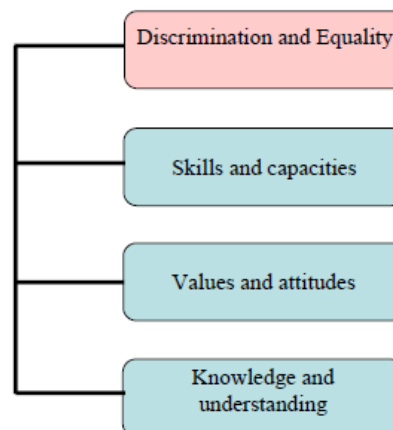 Discrimination and Equality
Skills and capacities
Values and attitudes
Knowledge and
understanding